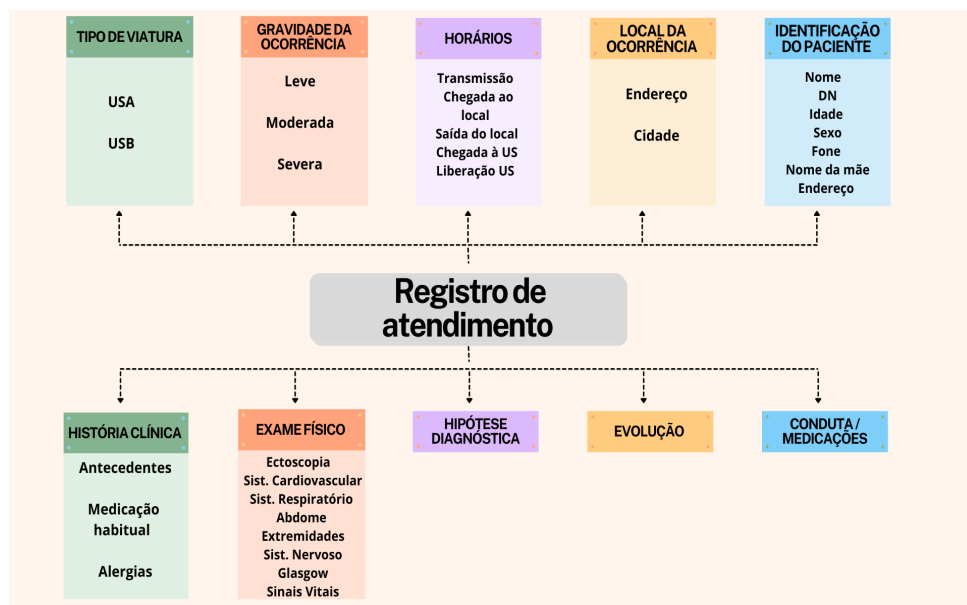 TIPO DE VIATURA
USA
USB
GRAVIDADE DA
OCORRÊNCIA
Leve
Moderada
Severa
HORÁRIOS
Transmissão
Chegada ao
local
Saída do local
Chegada à US
Liberação US
LOCAL DA
OCORRÊNCIA
Endereço
Cidade
IDENTIFICAÇÃO
DO PACIENTE
Nome
DN
Idade
Sexo
Fone
Nome da mãe
Endereço
Registro de
atendimento
HISTÓRIA CLÍNICA
Antecedentes
Medicação
habitual
Alergias
EXAME FÍSICO
Ectoscopia
Sist. Cardiovascular
Sist. Respiratório
Abdome
Extremidades
Sist. Nervoso
Glasgow
Sinais Vitais
HIPÓTESE
DIAGNÓSTICA
EVOLUÇÃO
CONDUTA /
MEDICAÇÕES